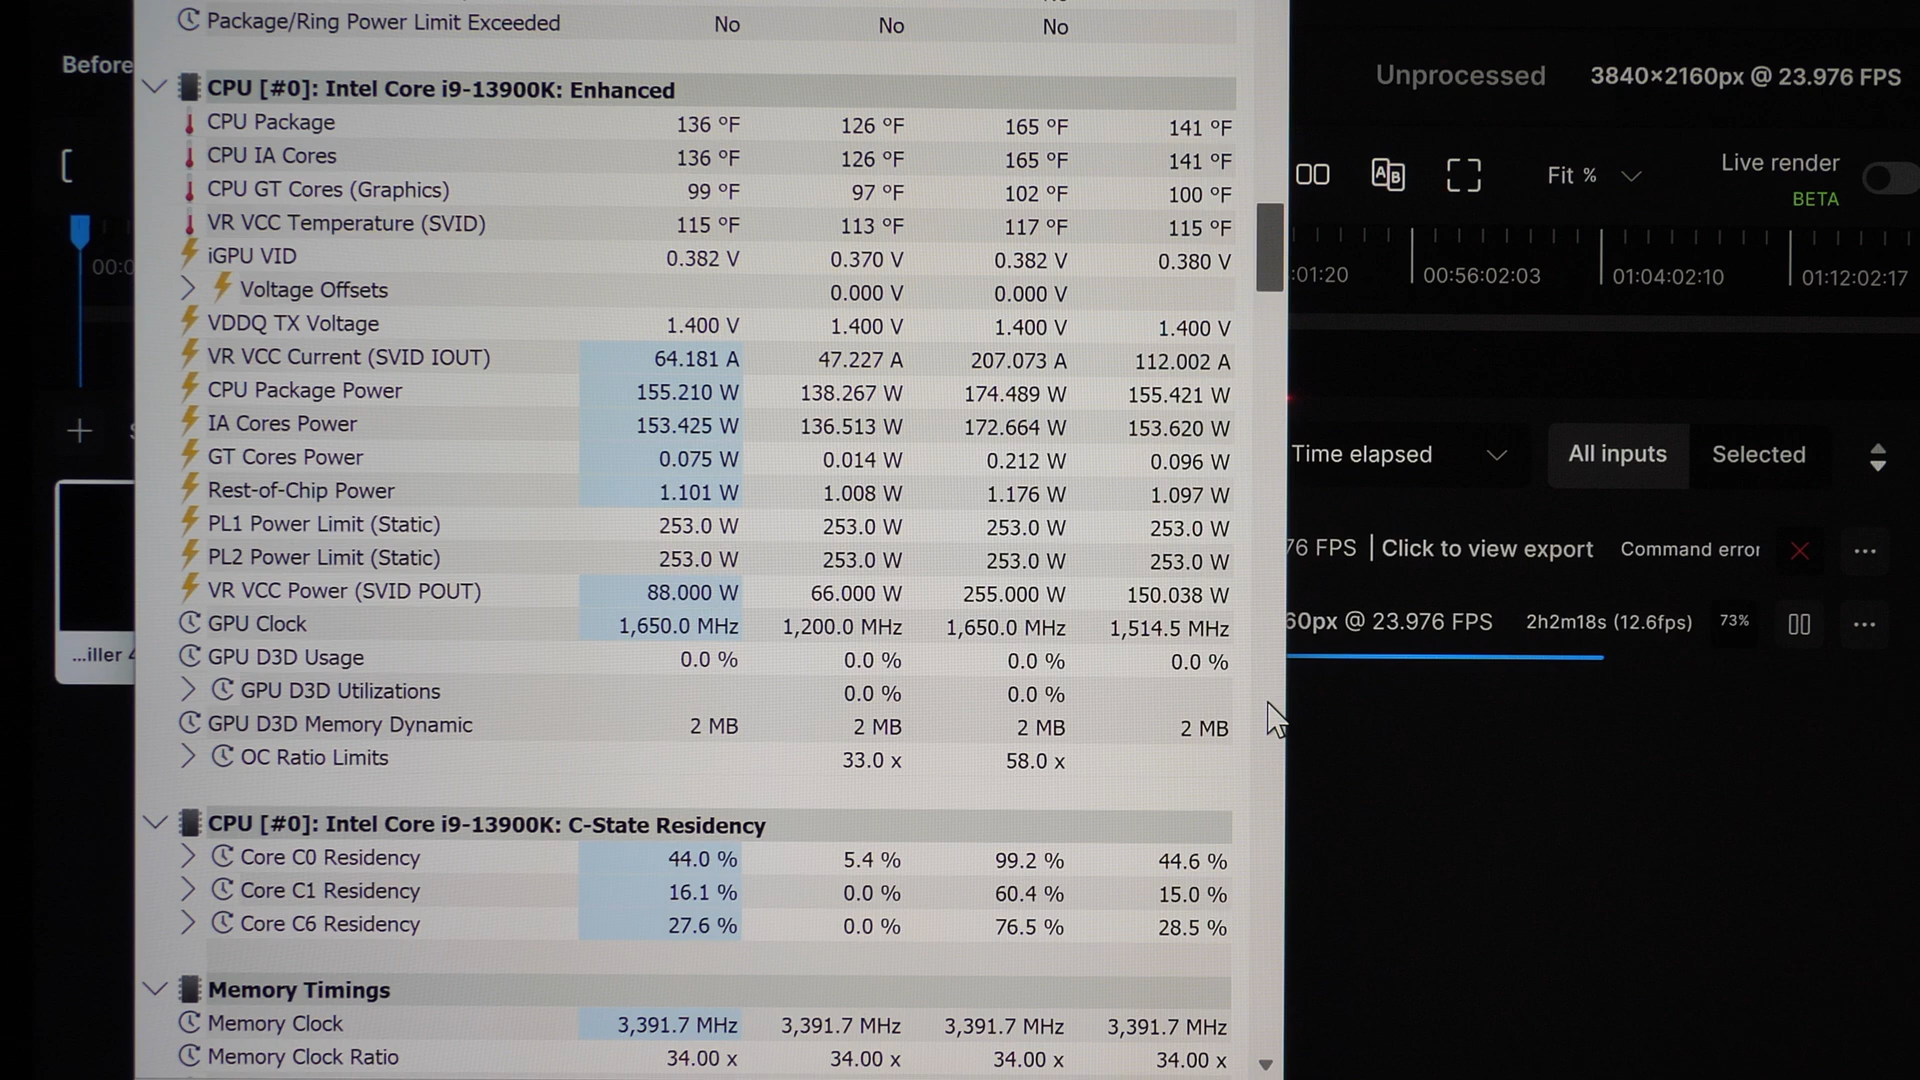 Package/Ring Power Limit Exceeded No No No
Before
Unprocessed 3840×2160px @ 23.976 FPS
CPU [#0]: Intel Core i9-13900K: Enhanced
CPU Package 136 °F 126 °F 165 °F 141 °F
CPU IA Cores 136 °F 126 °F 165 °F 141 °F
Live render
BETA
Fit %
CPU GT Cores (Graphics) 99 °F 97 °F 102 °F 100 °F
VR VCC Temperature (SVID) 115 °F 113 °F 117 °F 115 °F
iGPU VID 0.382 V 0.370 V 0.382 V 0.380 V
00:0
:01:20 00:56:02:03 01:04:02:10 01:12:02:17
Voltage Offsets 0.000 V 0.000 V
VDDQ TX Voltage 1.400 V 1.400 V 1.400 V 1.400 V
VR VCC Current (SVID IOUT) 64.181 A 47.227 A 207.073 A 112.002 A
CPU Package Power 155.210 W 138.267 W 174.489 W 155.421 W
IA Cores Power 153.425 W 136.513 W 172.664 W 153.620 W
Time elapsed All inputs Selected
GT Cores Power 0.075 W 0.014 W 0.212 W 0.096 W
Rest-of-Chip Power 1.101 W 1.008 W 1.176 W 1.097 W
PL1 Power Limit (Static) 253.0 W 253.0 W 253.0 W 253.0 W
PL2 Power Limit (Static) 253.0 W 253.0 W 253.0 W 253.0 W
76 FPS | Click to view export Command error
VR VCC Power (SVID POUT) 88.000 W 66.000 W 255.000 W 150.038 W
GPU Clock 1,650.0 MHz 1,200.0 MHz 1,650.0 MHz 1,514.5 MHz
60px @ 23.976 FPS 2h2m18s (12.6fps) 73%
GPU D3D Usage 0.0 % 0.0 % 0.0 % 0.0 %
...iller 4
GPU D3D Utilizations 0.0 % 0.0 %
GPU D3D Memory Dynamic 2 MB 2 MB 2 MB 2 MB
OC Ratio Limits 33.0 x 58.0 x
CPU [#0]: Intel Core i9-13900K: C-State Residency
Core C0 Residency 44.0 % 5.4 % 99.2 % 44.6 %
Core C1 Residency 16.1 % 0.0 % 60.4 % 15.0 %
Core C6 Residency 27.6 % 0.0 % 76.5 % 28.5 %
Memory Timings
Memory Clock 3,391.7 MHz 3,391.7 MHz 3,391.7 MHz 3,391.7 MHz
Memory Clock Ratio 34.00 x 34.00 x 34.00 x 34.00 x